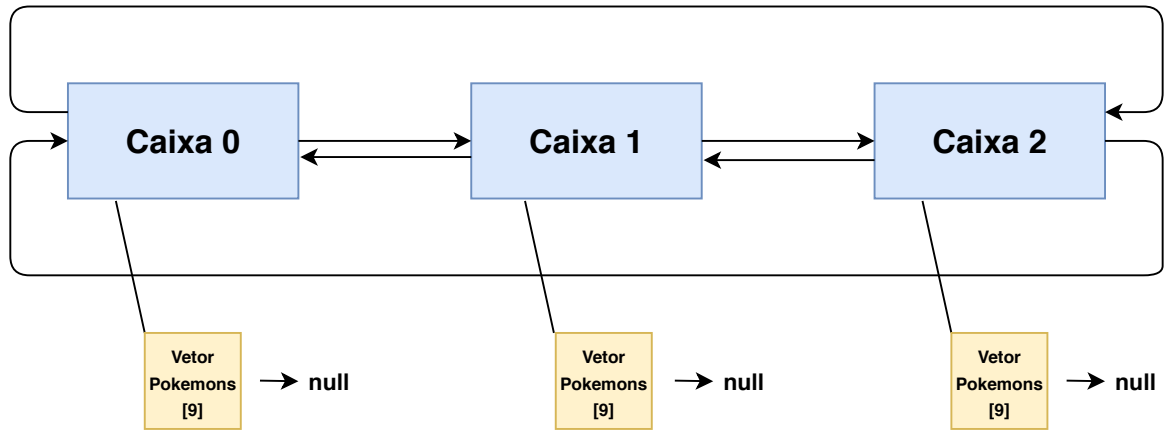 Caixa 0
Caixa 1
Caixa 2
Vetor
Pokemons
[9]
null
Vetor
Pokemons
[9]
null
Vetor
Pokemons
[9]
null